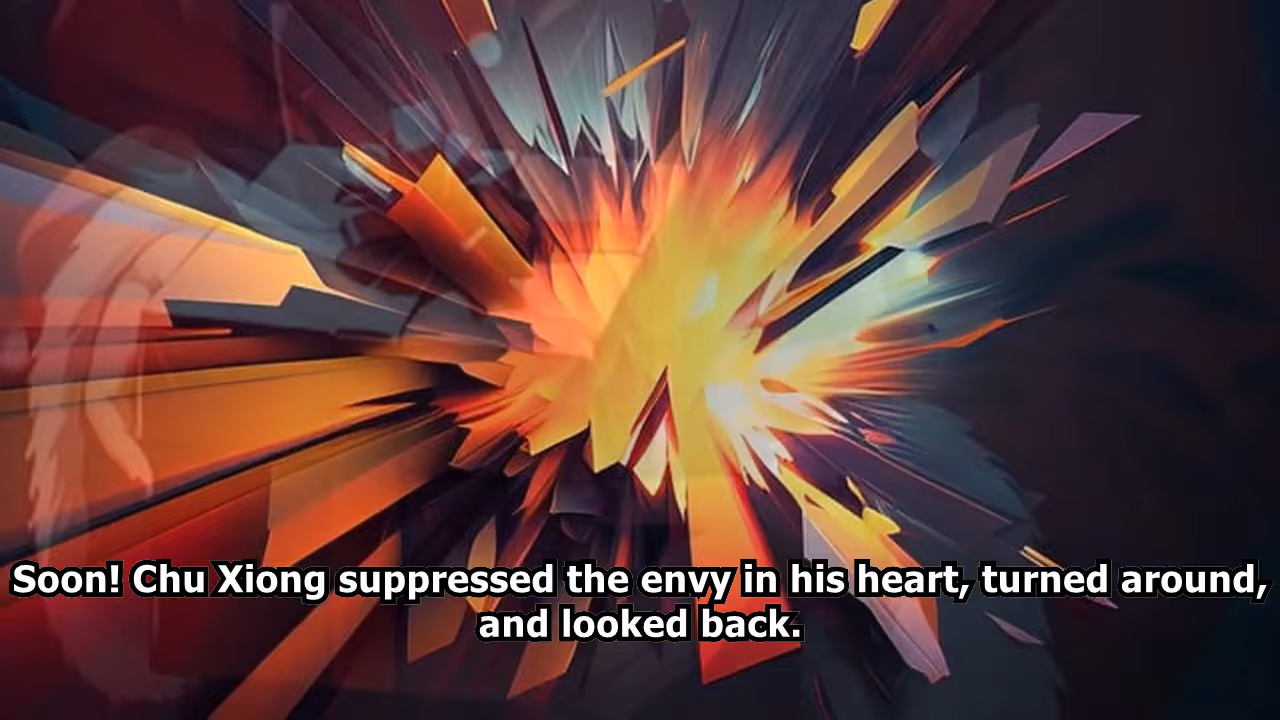 Soon! Chu Xiong suppressed the envy in his heart, turned around,
and looked back.